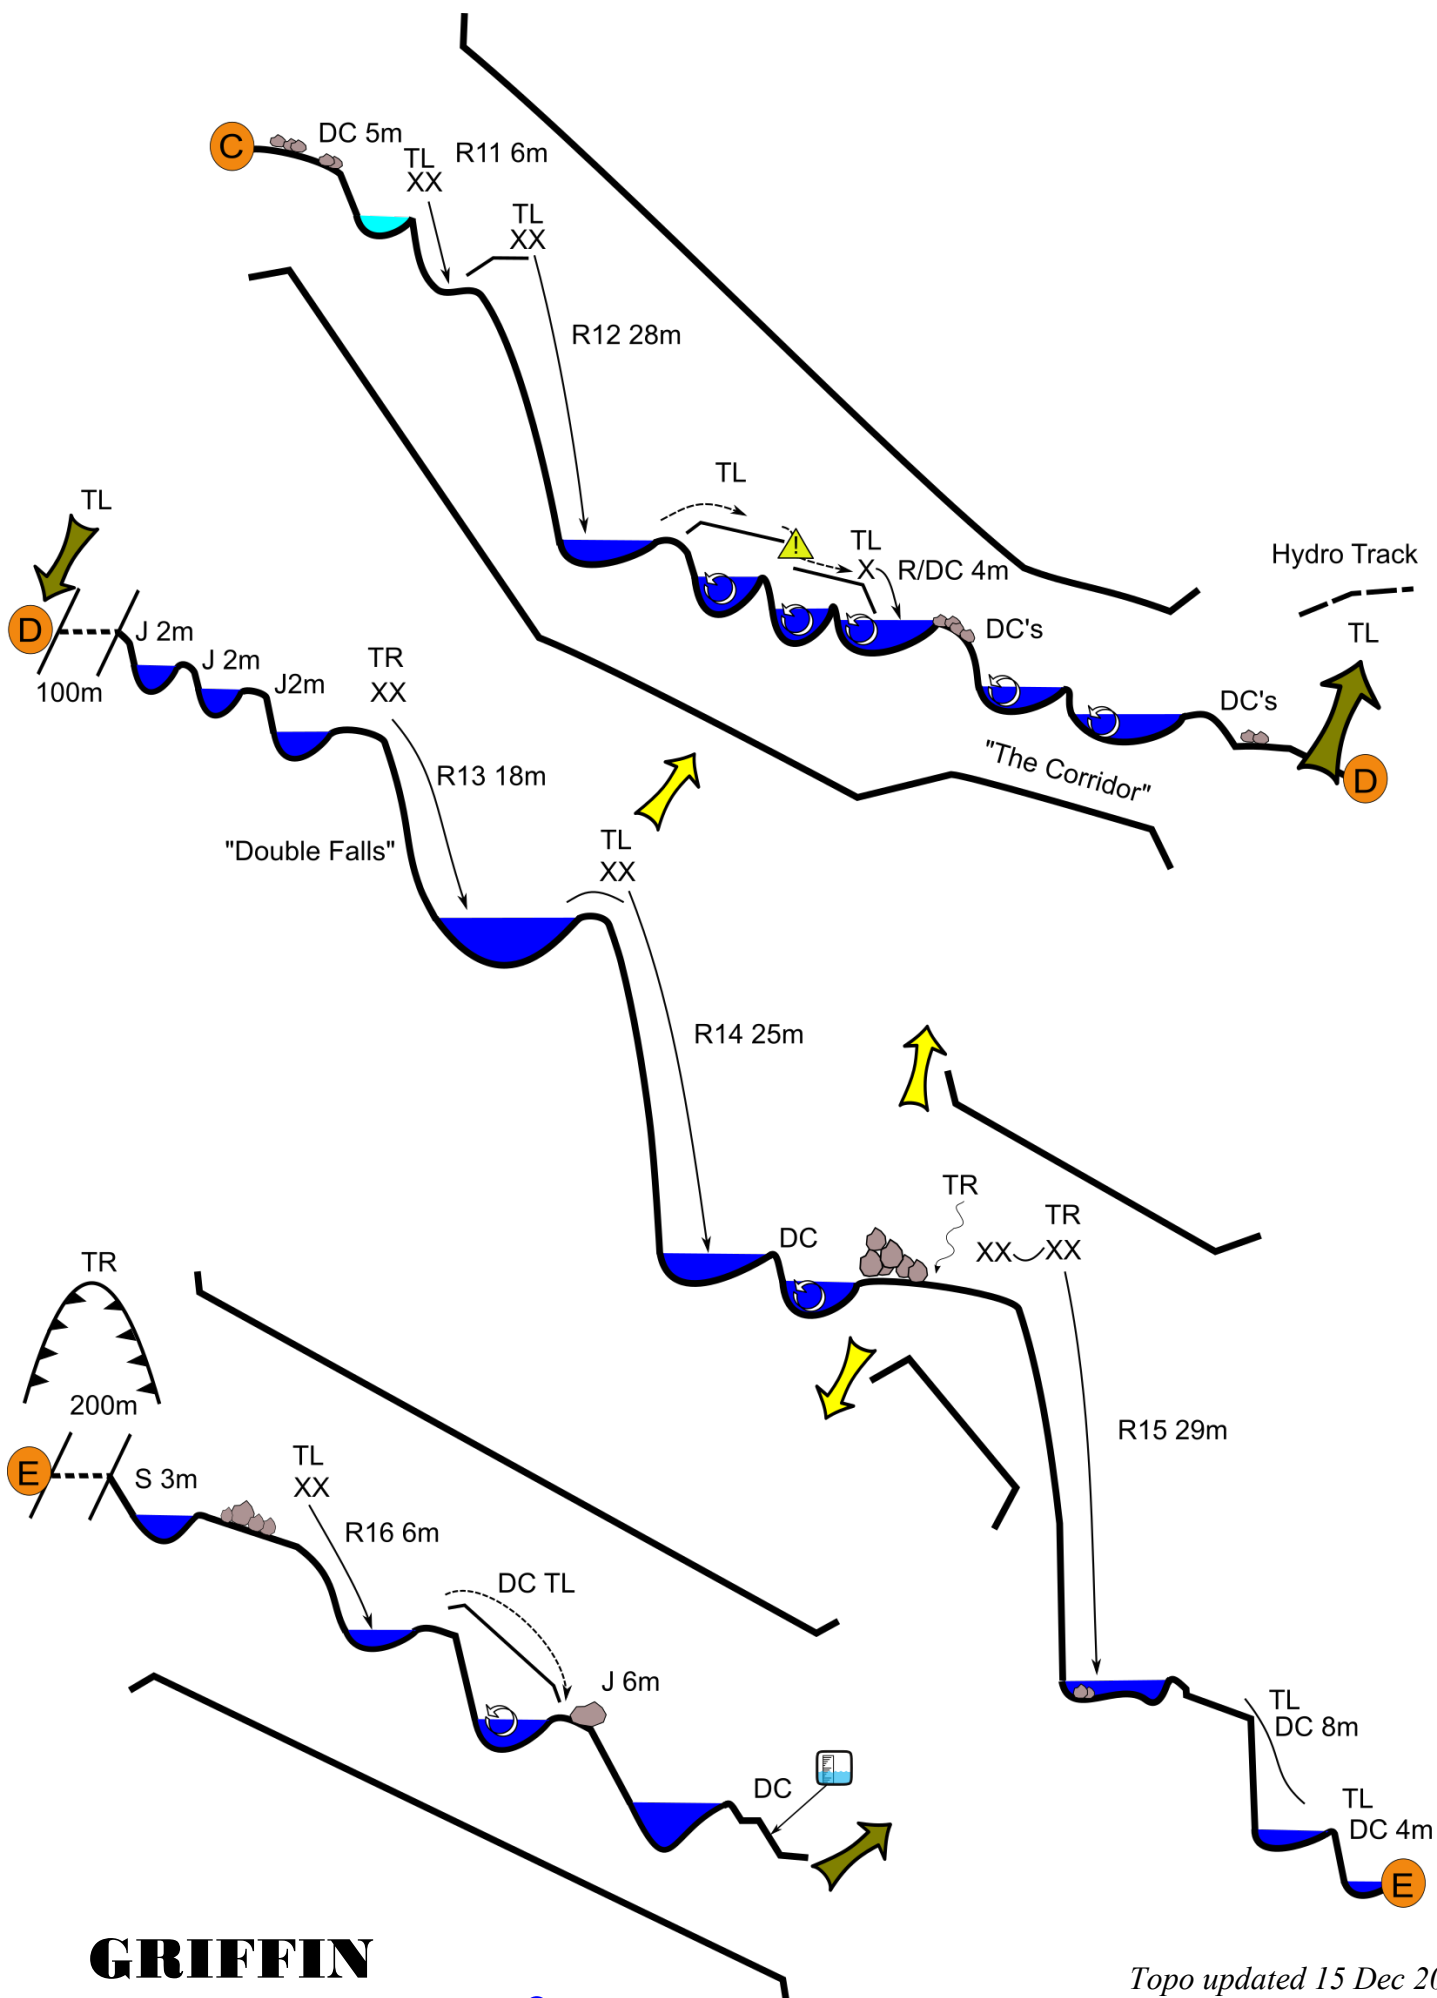 C
DC 5m
TL
XX
R11 6m
TL
XX
R12 28m
TL
!
TL
X
R/DC 4m
DC's
Hydro Track
TL
DC's
"The Corridor"
D
TL
D
100m
J 2m
J 2m
J2m
TR
XX
R13 18m
"Double Falls"
TL
XX
R14 25m
DC
TR
XX
TR
XX
R15 29m
TL
DC 8m
TL
DC 4m
E
TR
200m
E
S 3m
TL
XX
R16 6m
DC TL
J 6m
DC
GRIFFIN
Topo updated 15 Dec